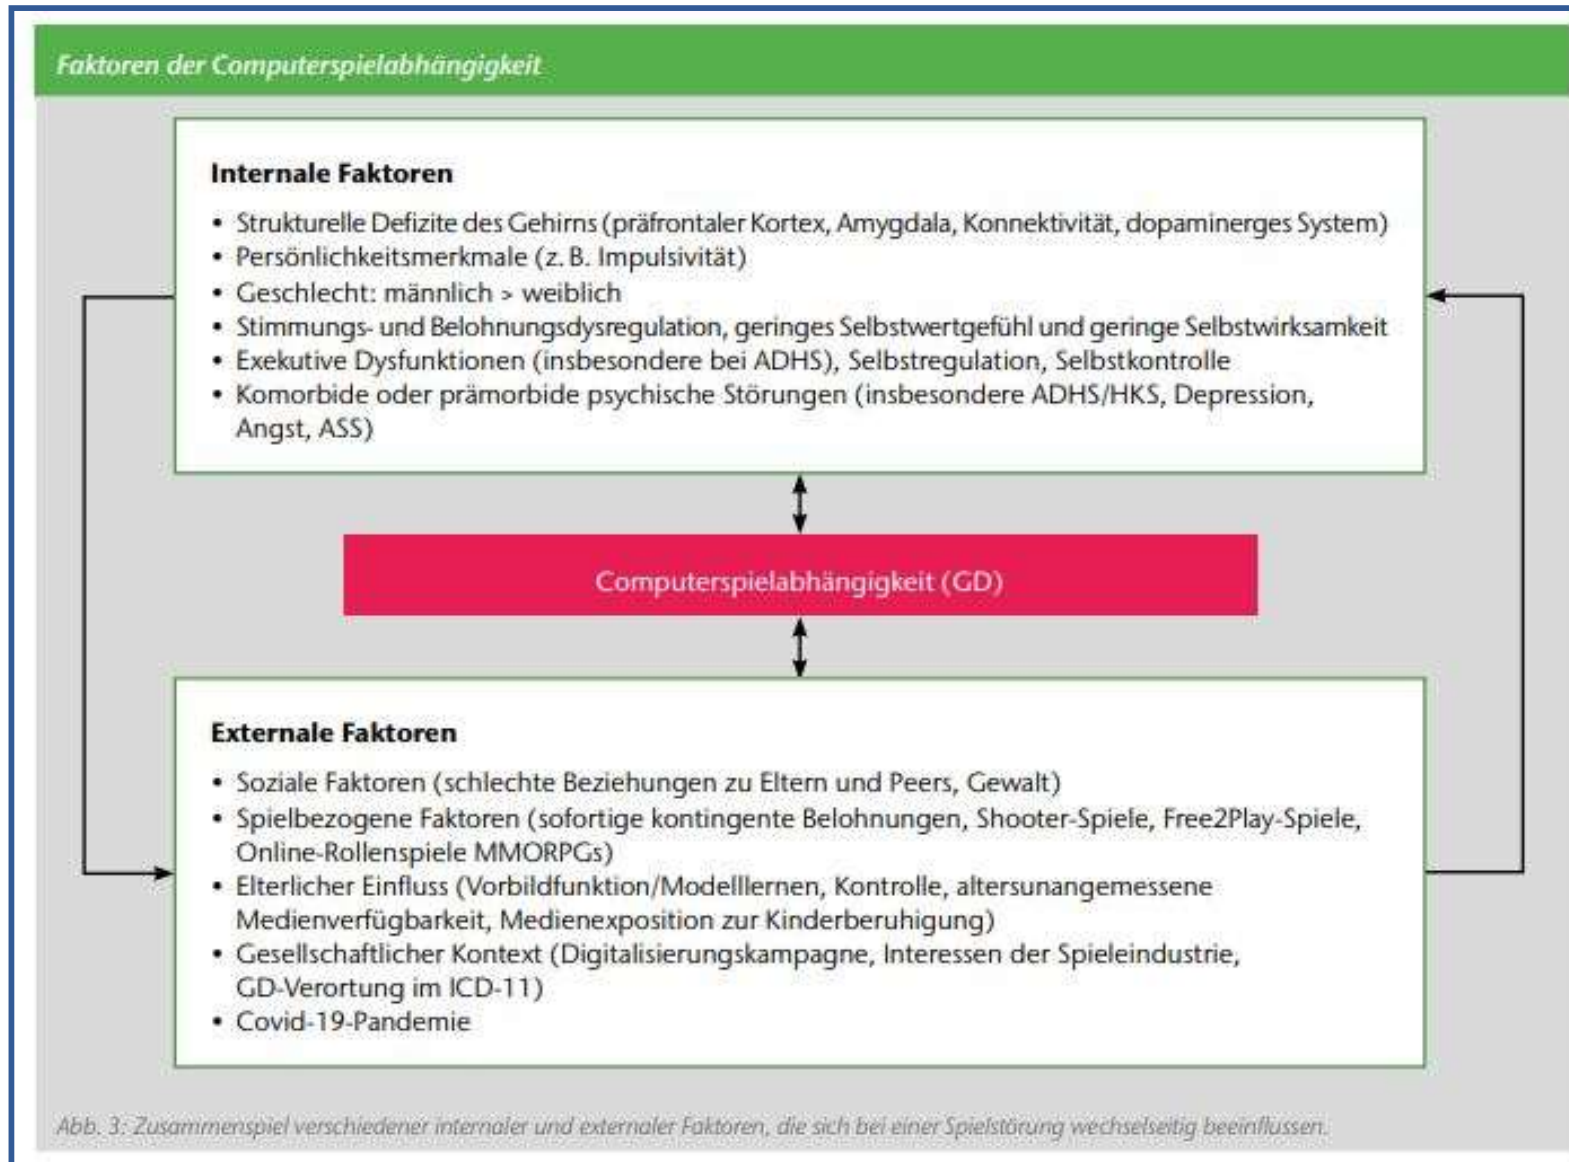 Faktoren der Computerspielabhängigkeit
Internale Faktoren
• Strukturelle Defizite des Gehirns (präfrontaler Kortex, Amygdala, Konnektivität, dopaminerges System)
• Persönlichkeitsmerkmale (z. B. Impulsivität)
• Geschlecht: männlich > weiblich
• Stimmungs- und Belohnungsdysregulation, geringes Selbstwertgefühl und geringe Selbstwirksamkeit
• Exekutive Dysfunktionen (insbesondere bei ADHS), Selbstregulation, Selbstkontrolle
• Komorbide oder prämorbide psychische Störungen (insbesondere ADHS/HKS, Depression,
Angst, ASS)
Computerspielabhängigkeit (GD)
Externale Faktoren
• Soziale Faktoren (schlechte Beziehungen zu Eltern und Peers, Gewalt)
• Spielbezogene Faktoren (sofortige kontingente Belohnungen, Shooter-Spiele, Free2Play-Spiele,
Online-Rollenspiele MMORPGs)
• Elterlicher Einfluss (Vorbildfunktion/Modelllernen, Kontrolle, altersunangemessene
Medienverfügbarkeit, Medienexposition zur Kinderberuhigung)
• Gesellschaftlicher Kontext (Digitalisierungskampagne, Interessen der Spieleindustrie,
GD-Verortung im ICD-11)
• Covid-19-Pandemie
Abb. 3: Zusammenspiel verschiedener internaler und externaler Faktoren, die sich bei einer Spielstörung wechselseitig beeinflussen.